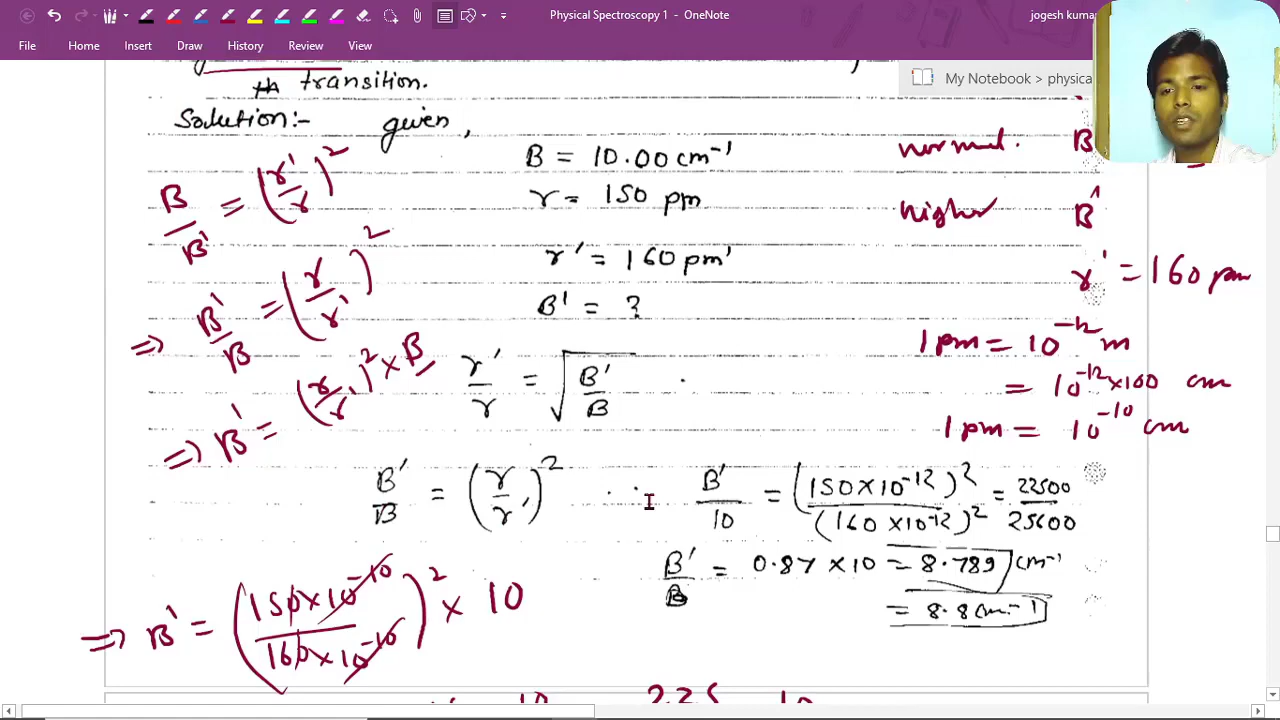 Physical Spectroscopy 1 - OneNote
jogesh kumar
File Home Insert Draw History Review View
My Notebook > physica
th transition.
Solution:- given,
B = 10.00 cm⁻¹
r = 150 pm
r' = 160 pm'
B' = ?
r'/r = √(B'/B)
B'/B = (r/r')² ∴ B'/10 = (150×10⁻¹²)²/(160×10⁻¹²)² = 22500/25600
B'/B = 0.87 × 10 = 8.789 cm⁻¹
= 8.8 cm⁻¹
B/B' = (r'/r)²
⇒ B'/B = (r/r')²
⇒ B' = (r/r')² × B
⇒ B' = (150×10⁻¹⁰/160×10⁻¹⁰)² × 10
normal. B
higher B'
r' = 160 pm
1 pm = 10⁻¹² m
= 10⁻¹² × 100 cm
1 pm = 10⁻¹⁰ cm
225 10